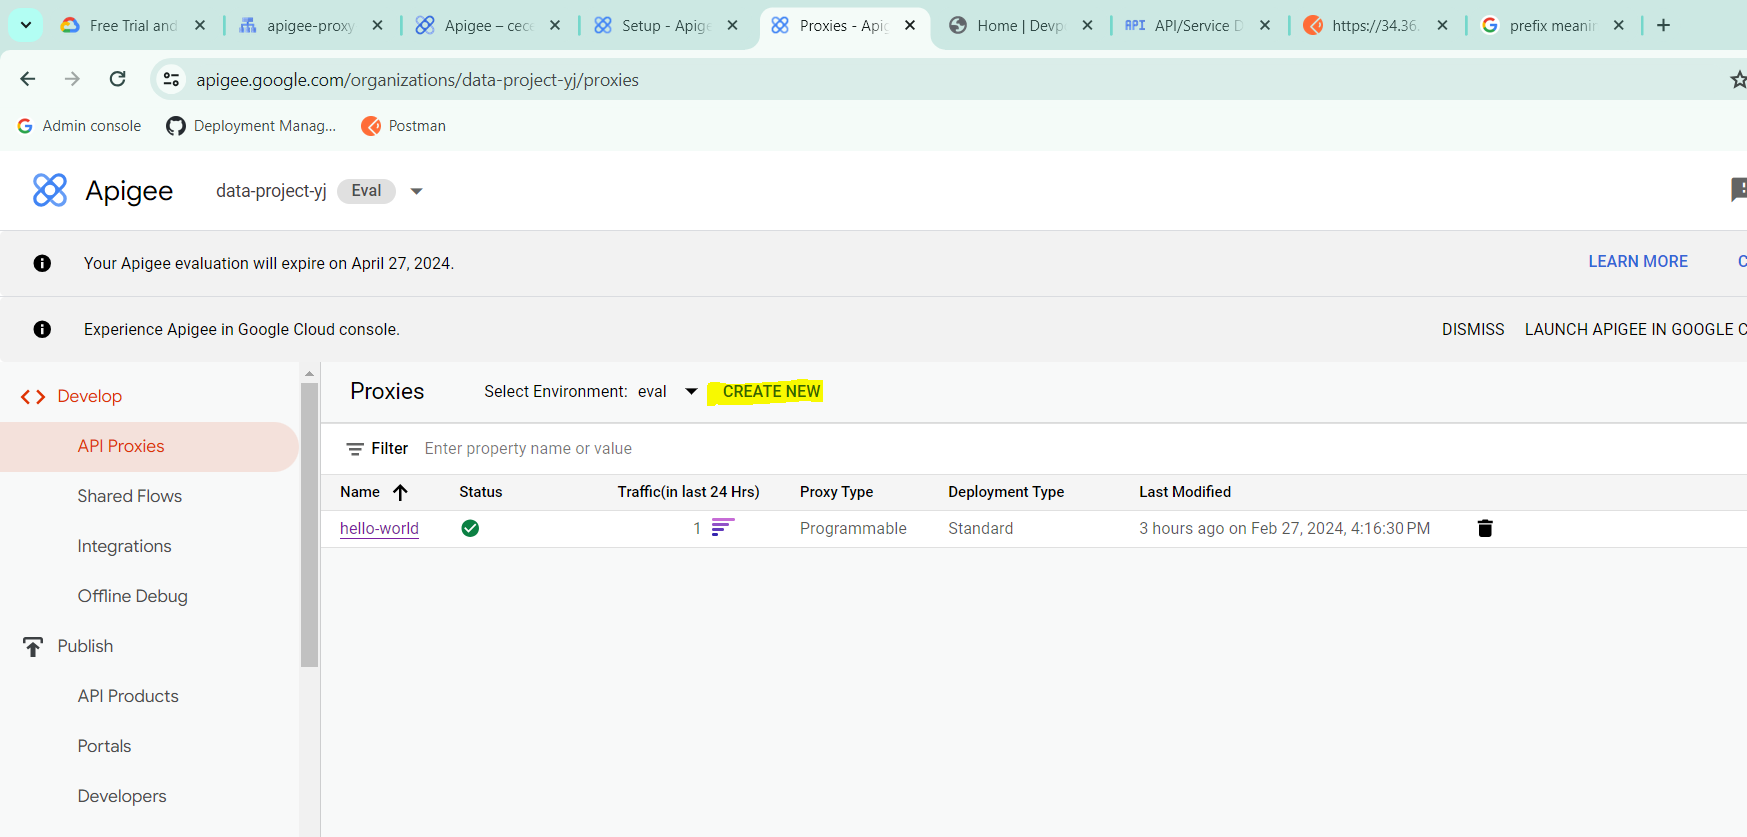 Free Trial and
apigee-proxy
Apigee – cece
Setup - Apige
Proxies - Apig
Home | Devp
API API/Service D
https://34.36.
prefix meanin
apigee.google.com/organizations/data-project-yj/proxies
Admin console
Deployment Manag...
Postman
Apigee
data-project-yj
Eval
Your Apigee evaluation will expire on April 27, 2024.
LEARN MORE
C
Experience Apigee in Google Cloud console.
DISMISS
LAUNCH APIGEE IN GOOGLE C
Develop
API Proxies
Shared Flows
Integrations
Offline Debug
Publish
API Products
Portals
Developers
Proxies
Select Environment: eval
CREATE NEW
Filter Enter property name or value
Name Status Traffic(in last 24 Hrs) Proxy Type Deployment Type Last Modified
hello-world 1 Programmable Standard 3 hours ago on Feb 27, 2024, 4:16:30 PM